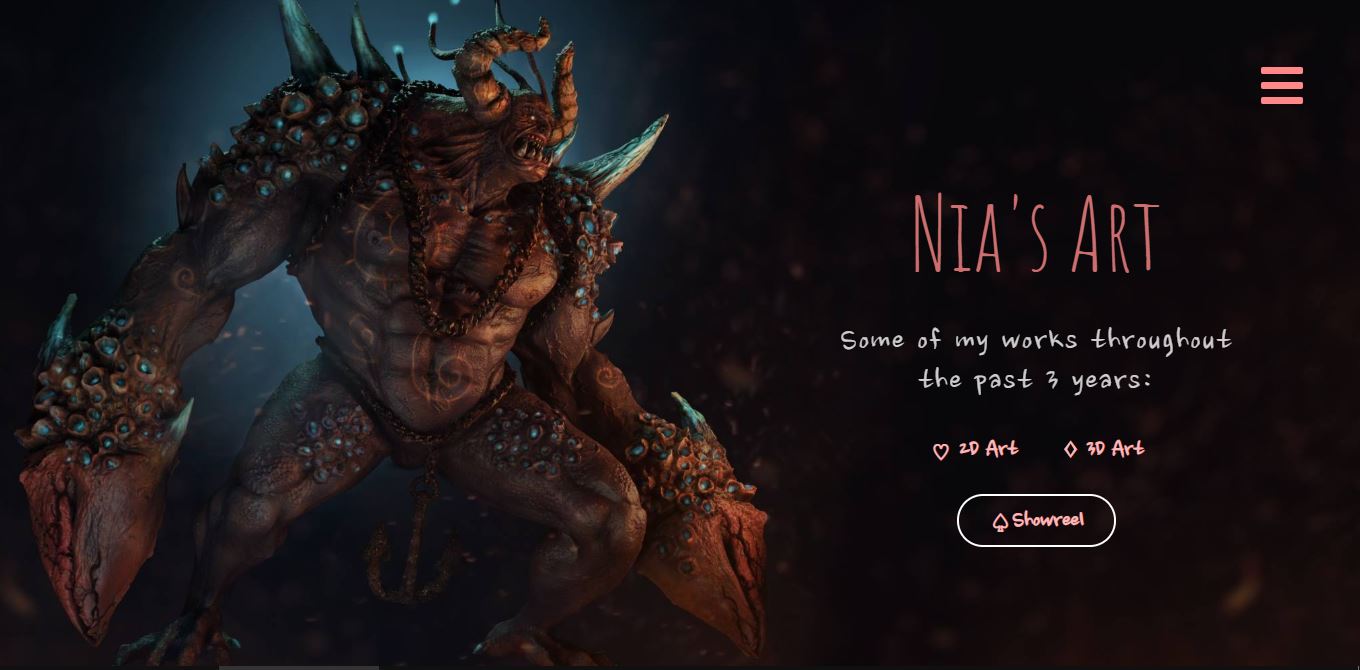 Nia's Art
Some of my works throughout
the past 3 years:
♡ 2D Art ♢ 3D Art
♤ Showreel